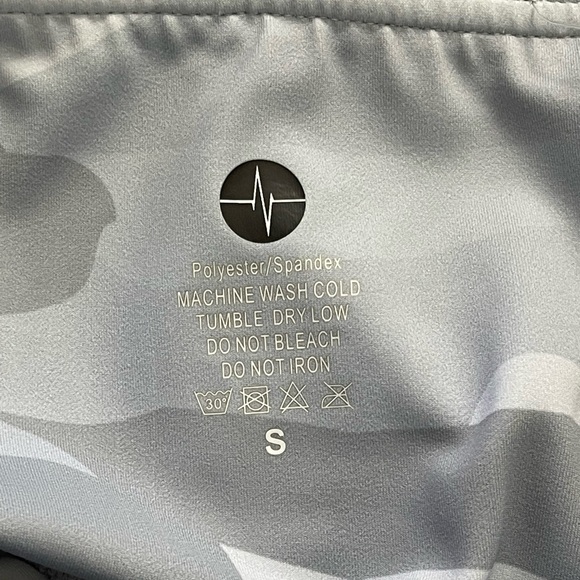 Polyester/Spandex
MACHINE WASH COLD
TUMBLE DRY LOW
DO NOT BLEACH
DO NOT IRON
30°
S